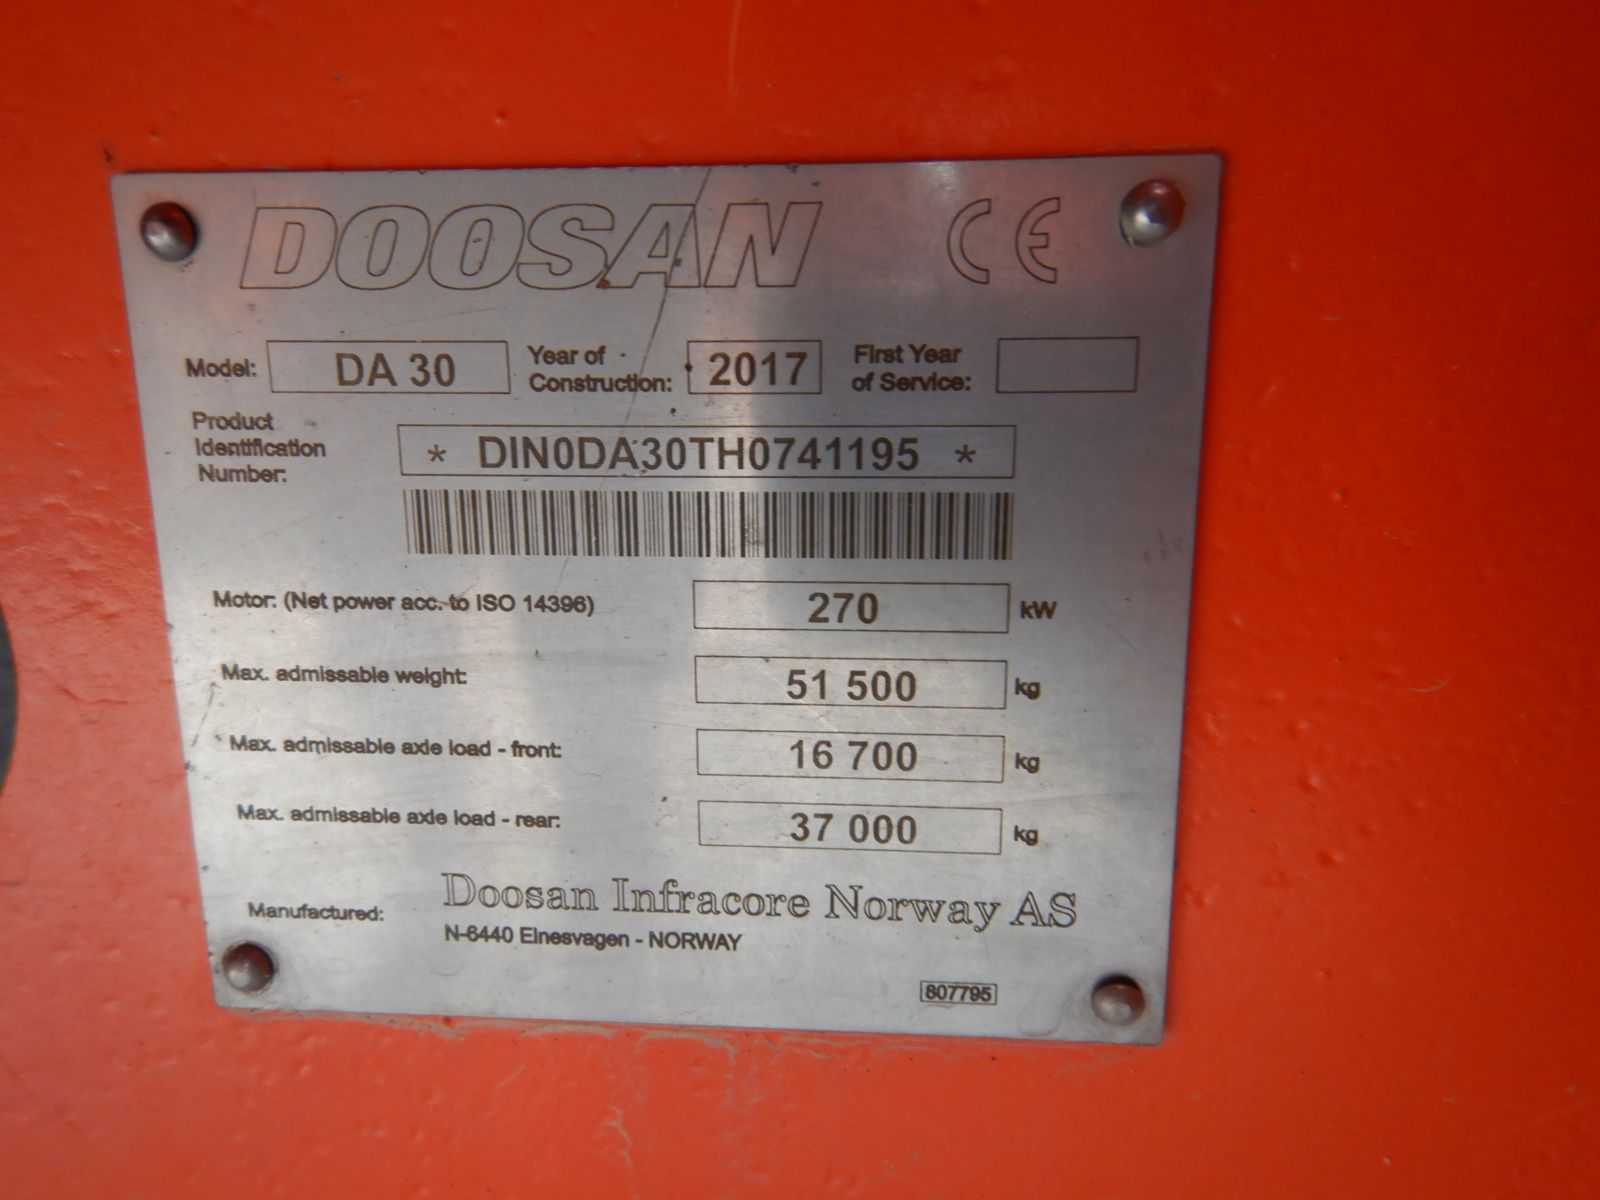 DOOSAN CE
Model: DA 30 Year of Construction: 2017 First Year of Service:
Product Identification Number: * DIN0DA30TH0741195 *
Motor: (Net power acc. to ISO 14396) 270 kW
Max. admissable weight: 51 500 kg
Max. admissable axle load - front: 16 700 kg
Max. admissable axle load - rear: 37 000 kg
Manufactured: Doosan Infracore Norway AS
N-6440 Elnesvagen - NORWAY
807795